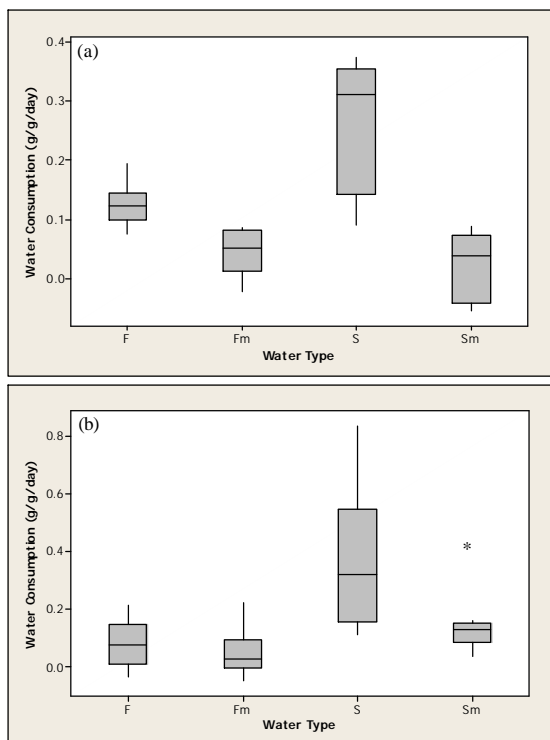 (a)
Water Consumption (g/g/day)
0.4
0.3
0.2
0.1
0.0
F Fm S Sm
Water Type
(b)
Water Consumption (g/g/day)
0.8
0.6
0.4
0.2
0.0
*
F Fm S Sm
Water Type